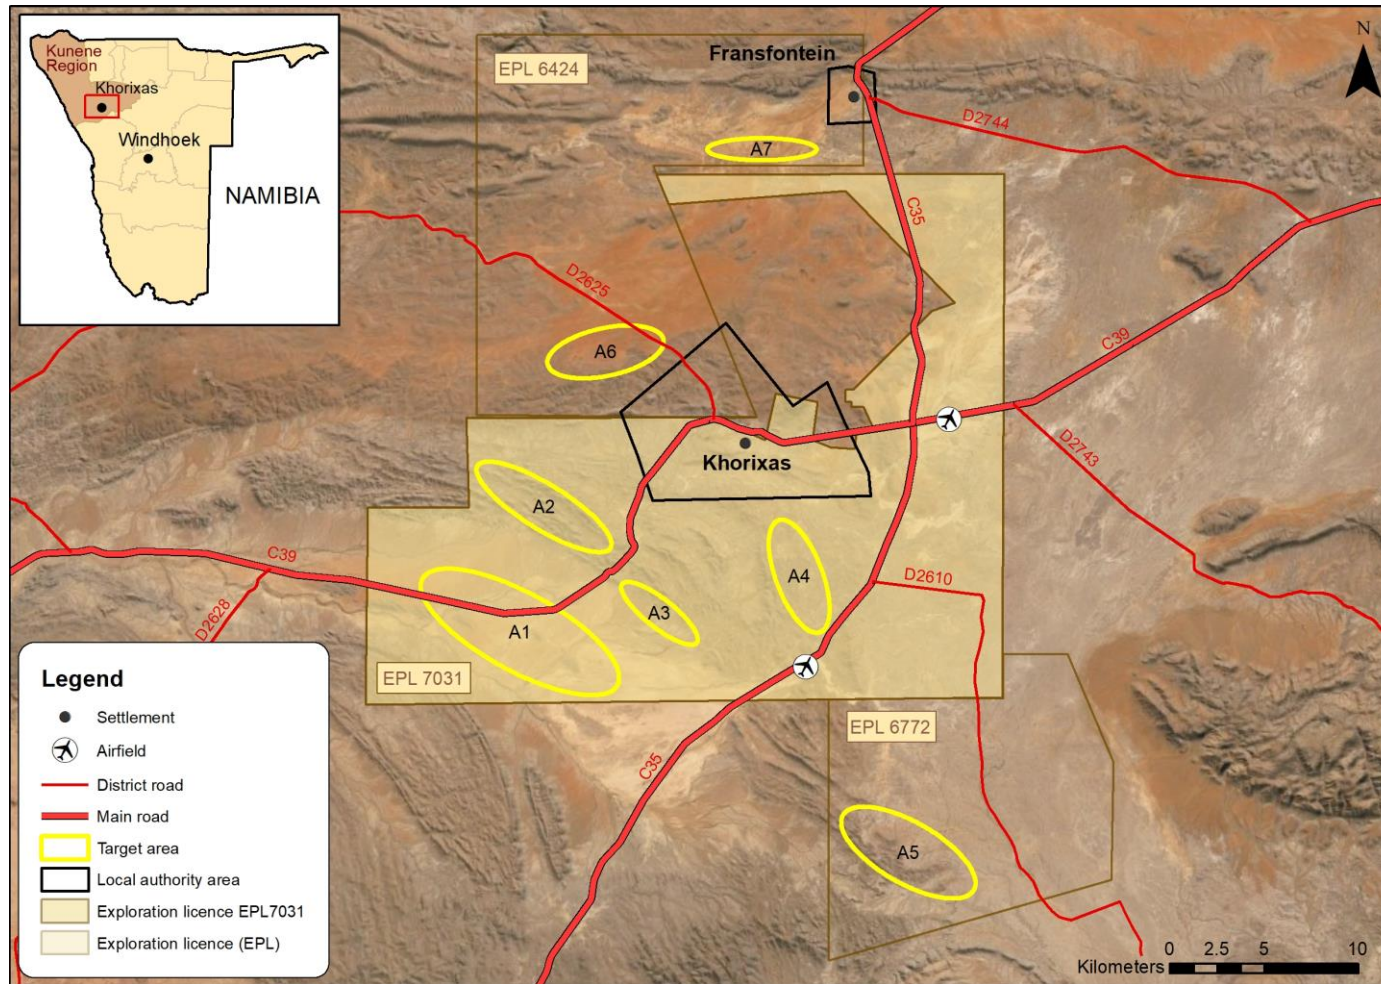 Kunene
Region
Khorixas
Windhoek
NAMIBIA
EPL 6424
Fransfontein
N
A7
D2744
C35
D2625
A6
C39
Khorixas
D2743
A2
A4
D2610
C39
D2628
A3
A1
EPL 7031
EPL 6772
C35
A5
Legend
Settlement
Airfield
District road
Main road
Target area
Local authority area
Exploration licence EPL7031
Exploration licence (EPL)
0 2.5 5 10
Kilometers